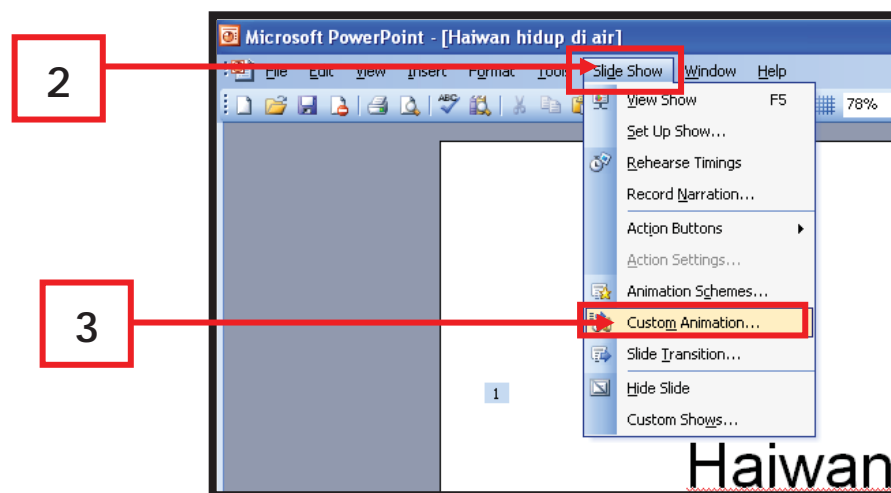 Microsoft PowerPoint - [Haiwan hidup di air]
2
File Edit View Insert Format Tools Slide Show Window Help
View Show F5
78%
Set Up Show...
Rehearse Timings
Record Narration...
Action Buttons
Action Settings...
Animation Schemes...
3
Custom Animation...
Slide Transition...
1
Hide Slide
Custom Shows...
Haiwan